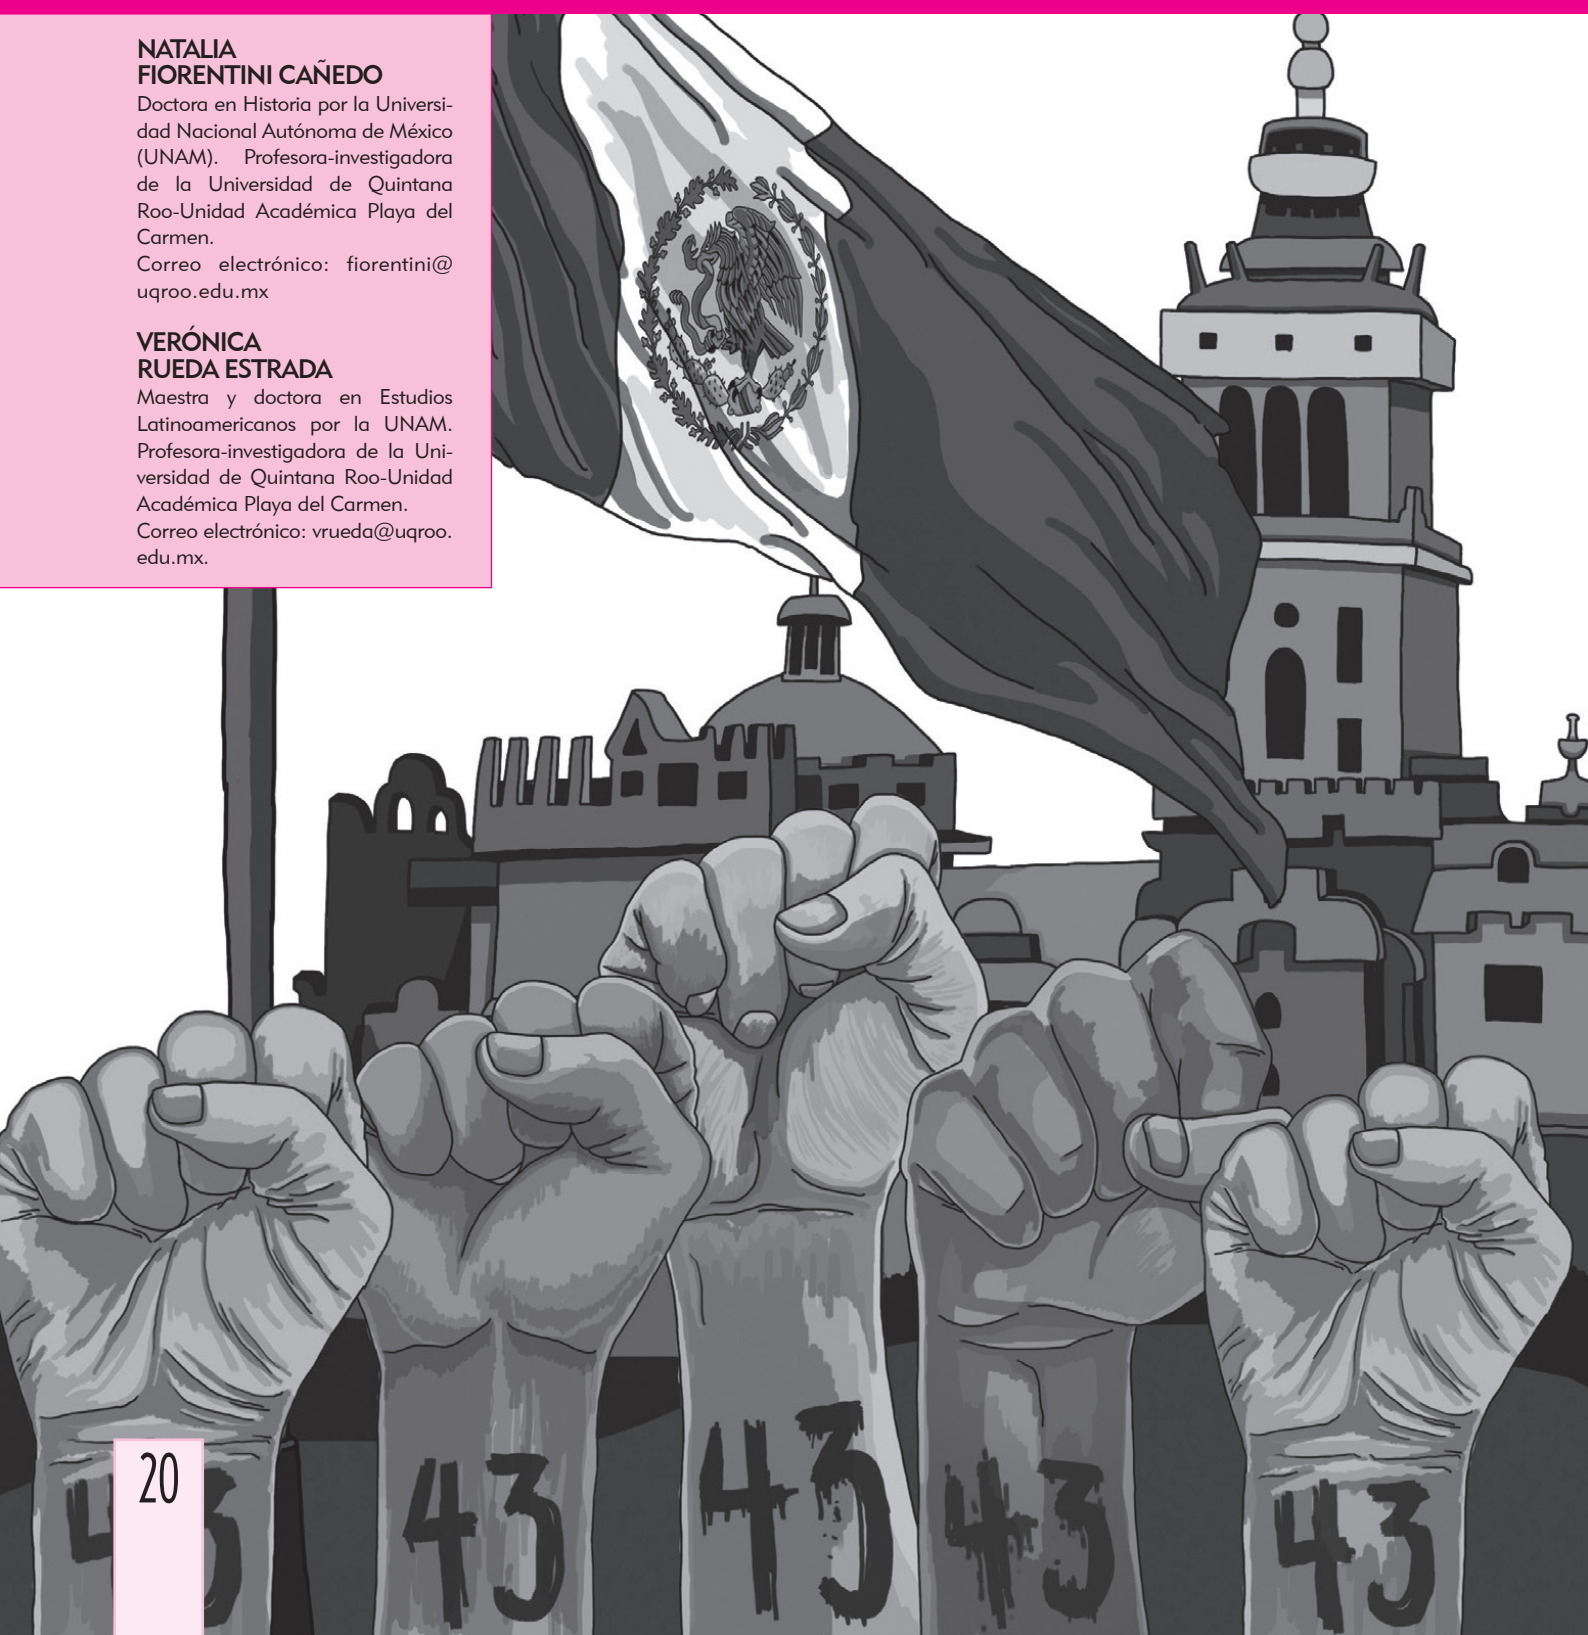 NATALIA
FIORENTINI CAÑEDO
Doctora en Historia por la Universi-
dad Nacional Autónoma de México
(UNAM). Profesora-investigadora
de la Universidad de Quintana
Roo-Unidad Académica Playa del
Carmen.
Correo electrónico: fiorentini@
uqroo.edu.mx
VERÓNICA
RUEDA ESTRADA
Maestra y doctora en Estudios
Latinoamericanos por la UNAM.
Profesora-investigadora de la Uni-
versidad de Quintana Roo-Unidad
Académica Playa del Carmen.
Correo electrónico: vrueda@uqroo.
edu.mx.
43
43
43
43
43
20